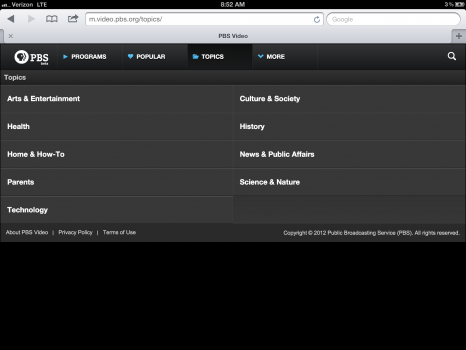 Verizon LTE 8:52 AM 3%
m.video.pbs.org/topics/ Google
PBS Video
PBS beta PROGRAMS POPULAR TOPICS MORE
Topics
Arts & Entertainment Culture & Society
Health History
Home & How-To News & Public Affairs
Parents Science & Nature
Technology
About PBS Video | Privacy Policy | Terms of Use Copyright © 2012 Public Broadcasting Service (PBS). All rights reserved.